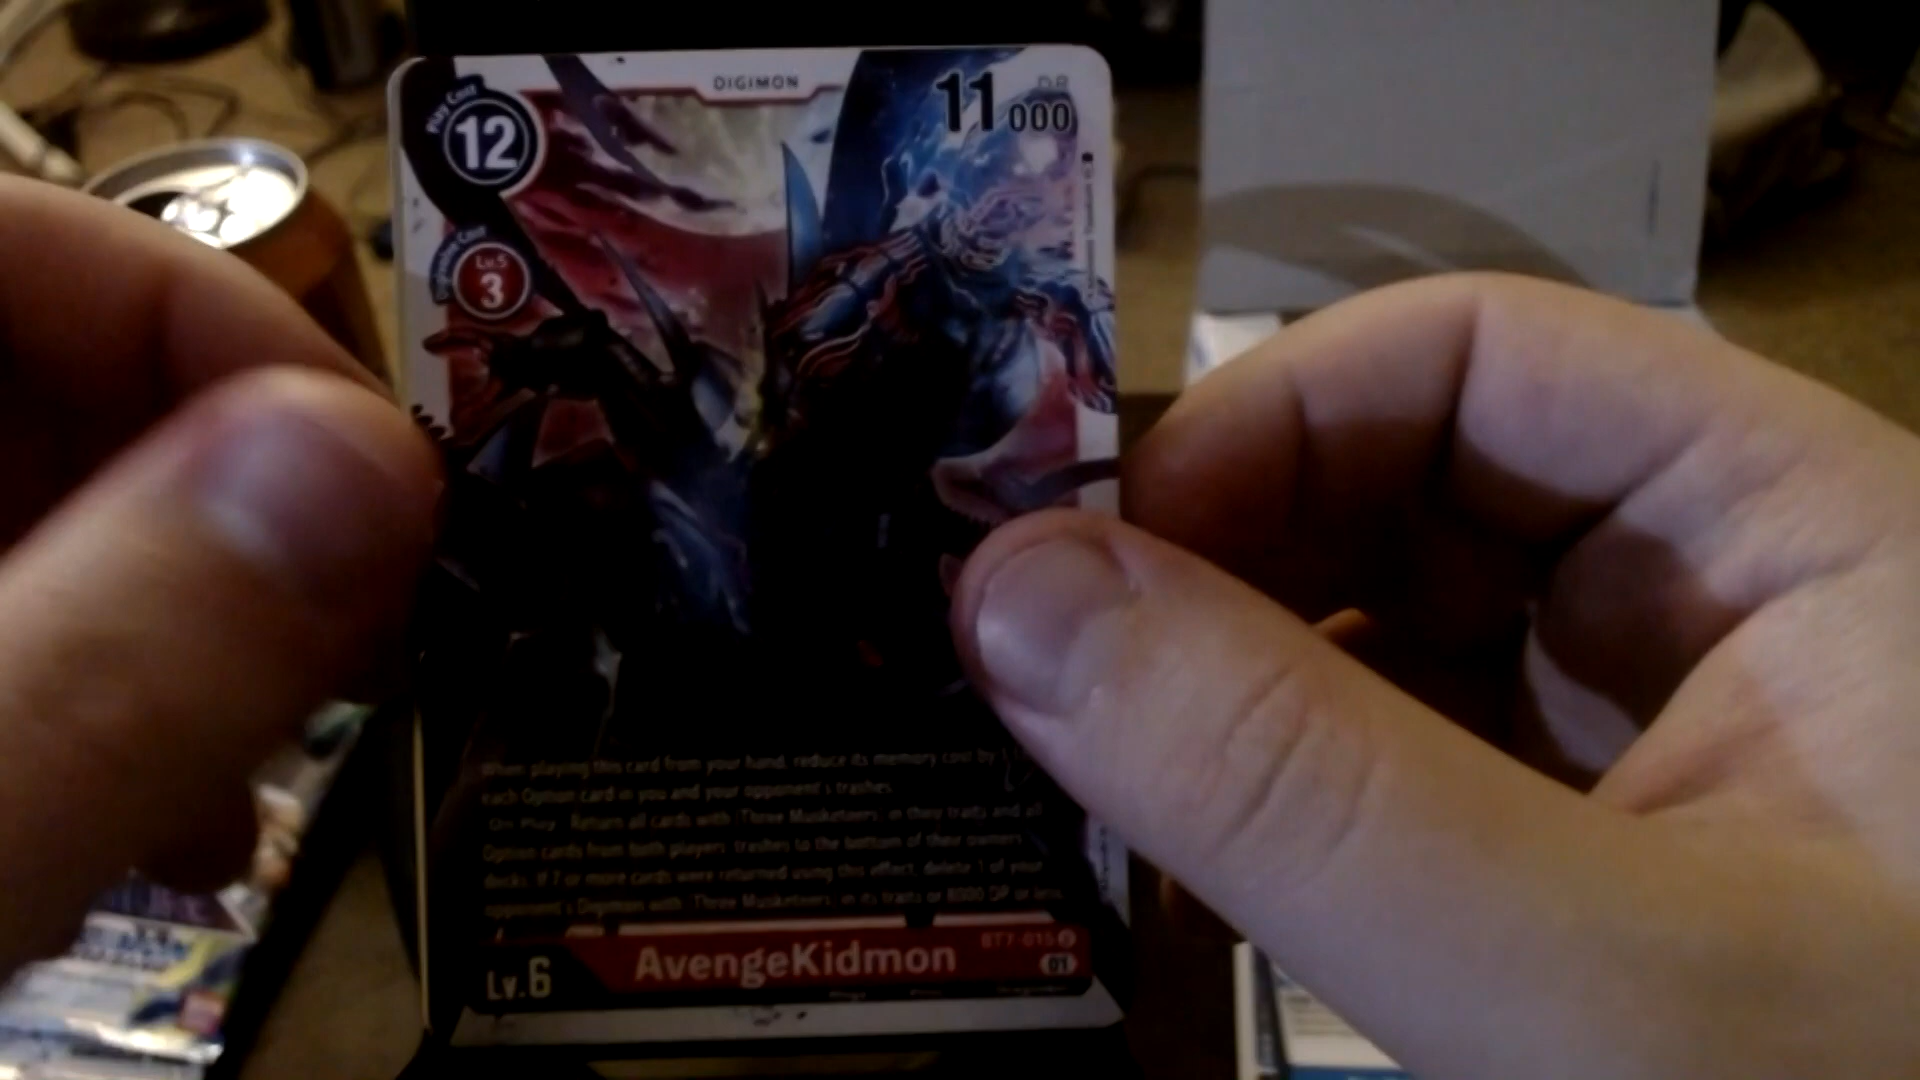 DIGIMON
Play Cost
12
11000
DP
Lv.5
3
When playing this card from your hand, reduce its memory cost by 1
each Option card in you and your opponent's trashes.
On Play Return all cards with Three Musketeers in their traits and all
Option cards from both players' trashes to the bottom of their owners'
decks. If 7 or more cards were returned using this effect, delete 1 of your
opponent's Digimon with Three Musketeers in its traits or 8000 DP or less.
BT7-015
AvengeKidmon
01
Lv.6